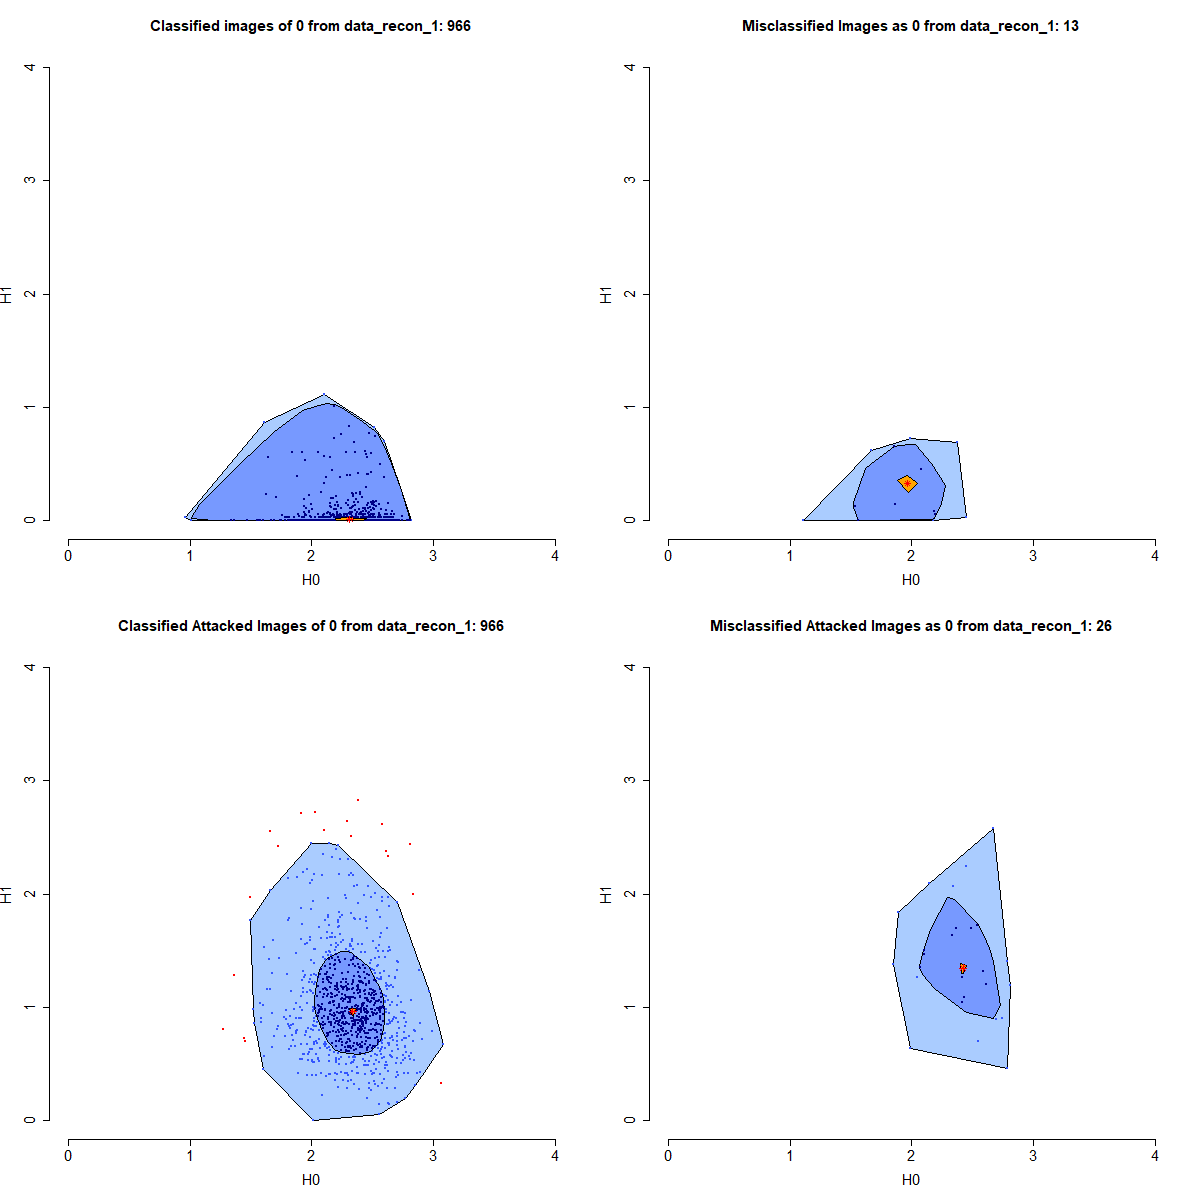 Classified images of 0 from data_recon_1: 966
4
3
2
1
0
H1
0 1 2 3 4
H0
Misclassified Images as 0 from data_recon_1: 13
4
3
2
1
0
H1
0 1 2 3 4
H0
Classified Attacked Images of 0 from data_recon_1: 966
4
3
2
1
0
H1
0 1 2 3 4
H0
Misclassified Attacked Images as 0 from data_recon_1: 26
4
3
2
1
0
H1
0 1 2 3 4
H0